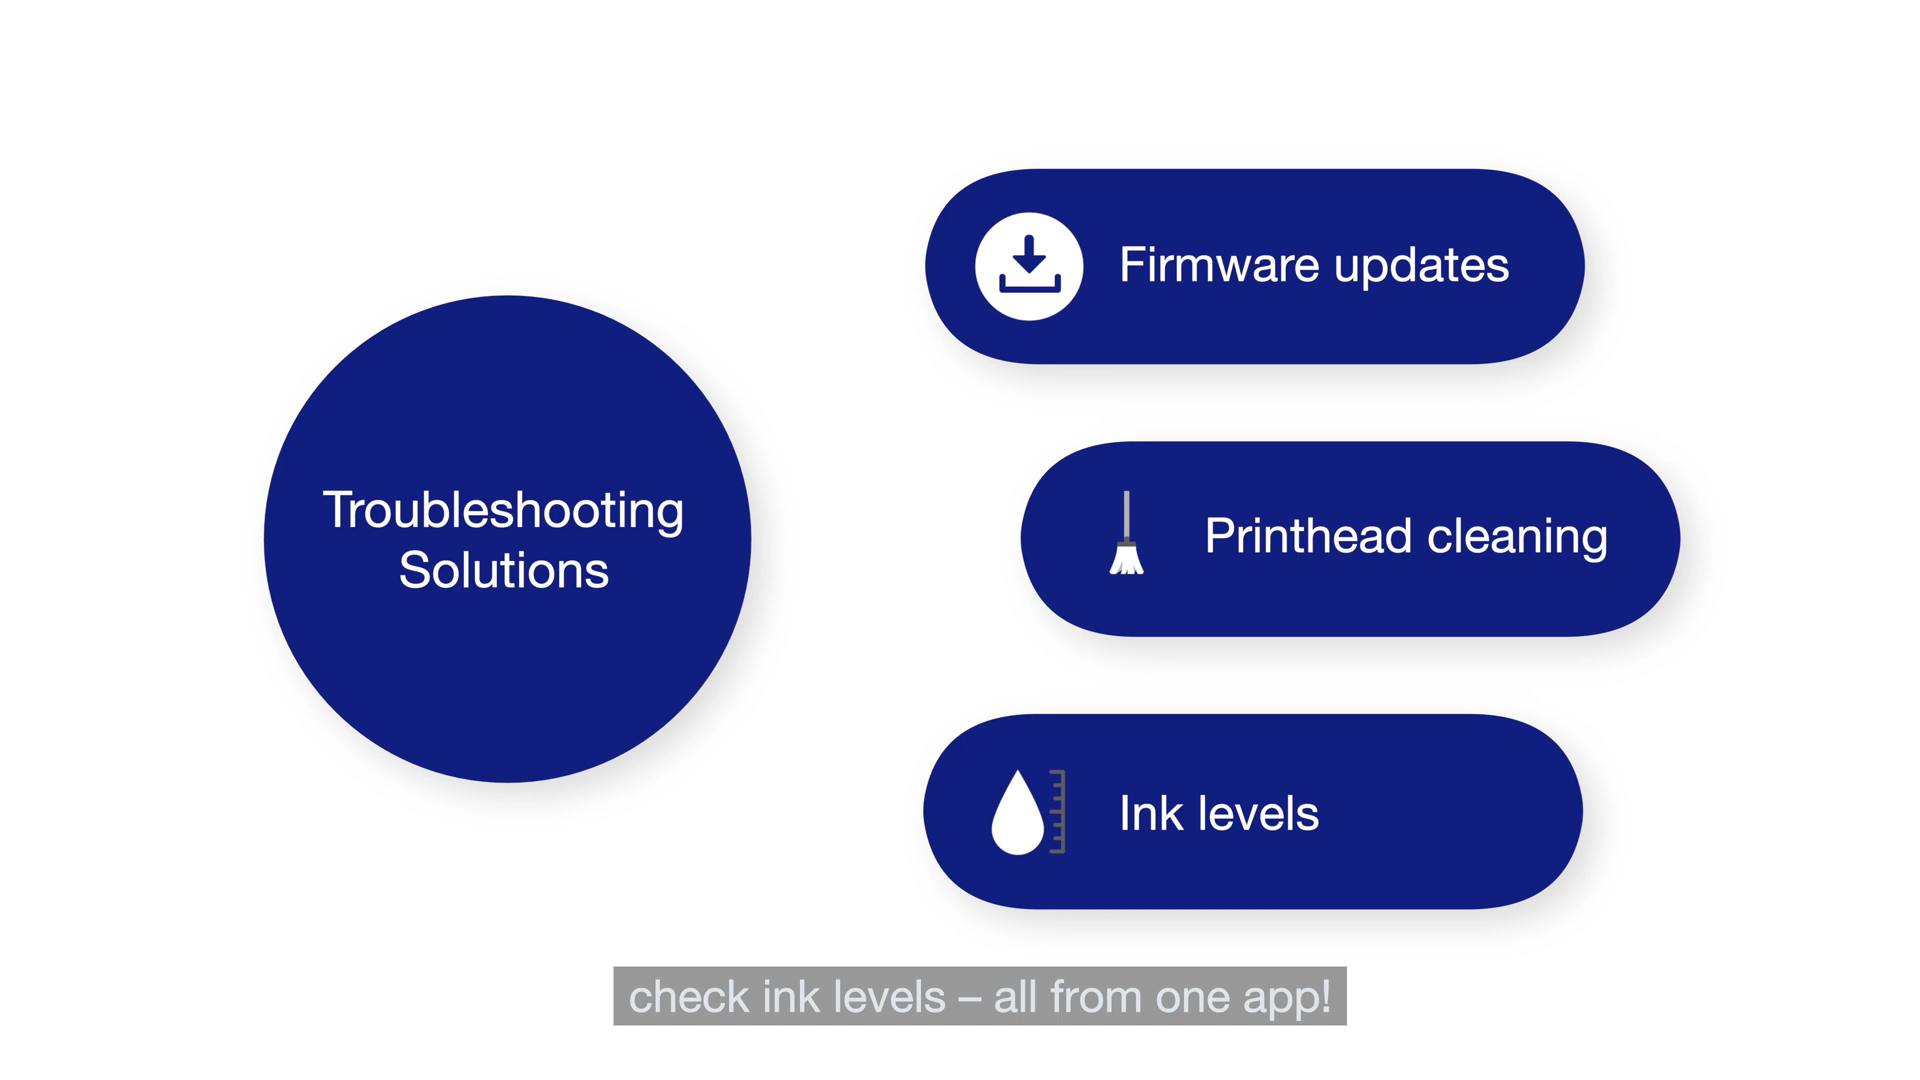 Troubleshooting
Solutions
Firmware updates
Printhead cleaning
Ink levels
check ink levels – all from one app!